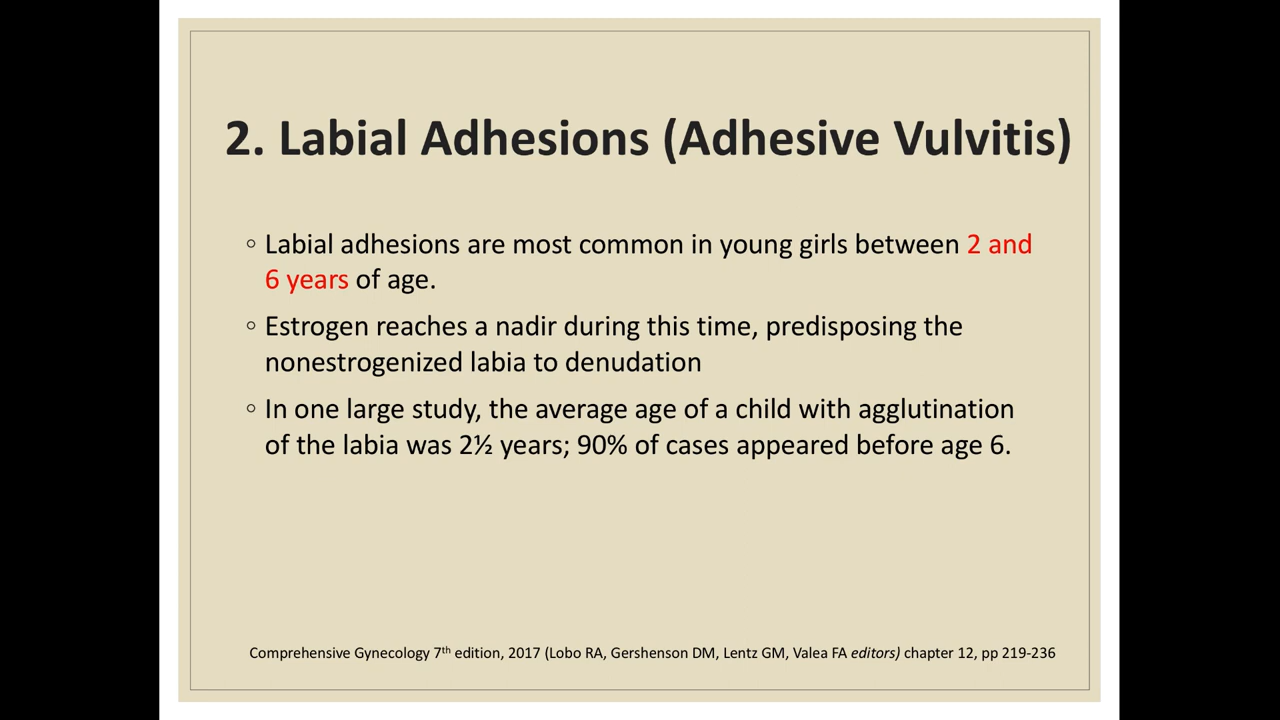 2. Labial Adhesions (Adhesive Vulvitis)
◦ Labial adhesions are most common in young girls between 2 and
6 years of age.
◦ Estrogen reaches a nadir during this time, predisposing the
nonestrogenized labia to denudation
◦ In one large study, the average age of a child with agglutination
of the labia was 2½ years; 90% of cases appeared before age 6.
Comprehensive Gynecology 7th edition, 2017 (Lobo RA, Gershenson DM, Lentz GM, Valea FA editors) chapter 12, pp 219-236